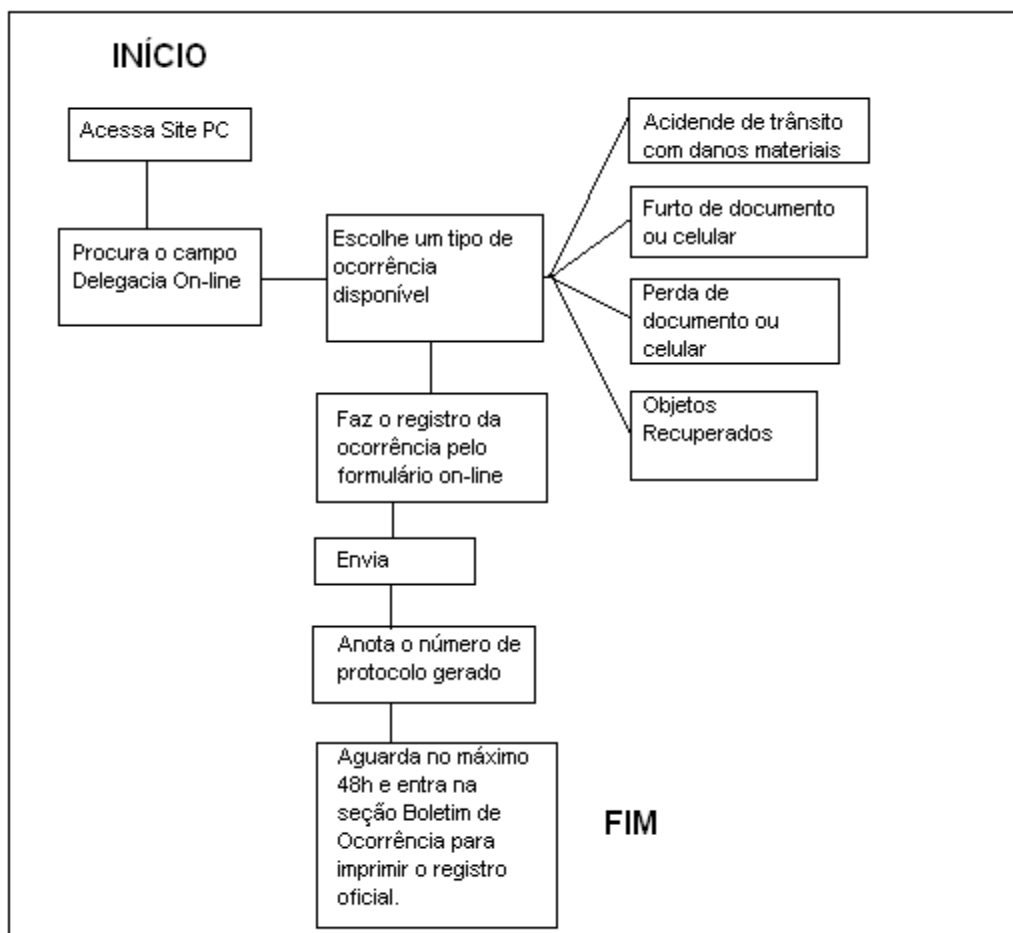 INÍCIO
Acessa Site PC
Procura o campo
Delegacia On-line
Escolhe um tipo de
ocorrência
disponível
Acidende de trânsito
com danos materiais
Furto de documento
ou celular
Perda de
documento ou
celular
Objetos
Recuperados
Faz o registro da
ocorrência pelo
formulário on-line
Envia
Anota o número de
protocolo gerado
Aguarda no máximo
48h e entra na
seção Boletim de
Ocorrência para
imprimir o registro
oficial.
FIM